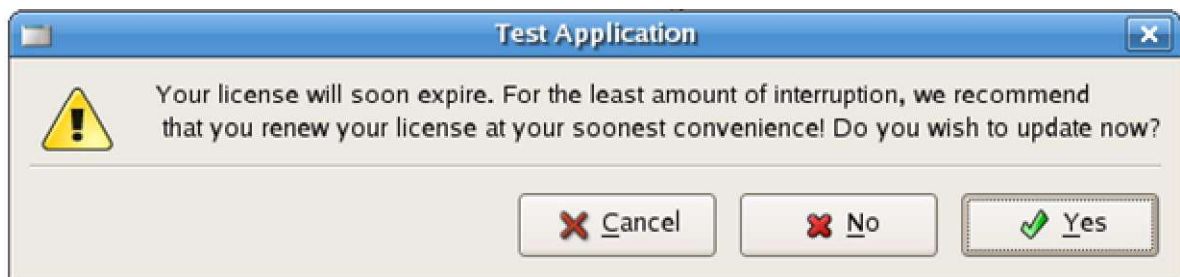 Test Application
Your license will soon expire. For the least amount of interruption, we recommend
that you renew your license at your soonest convenience! Do you wish to update now?
Cancel No Yes